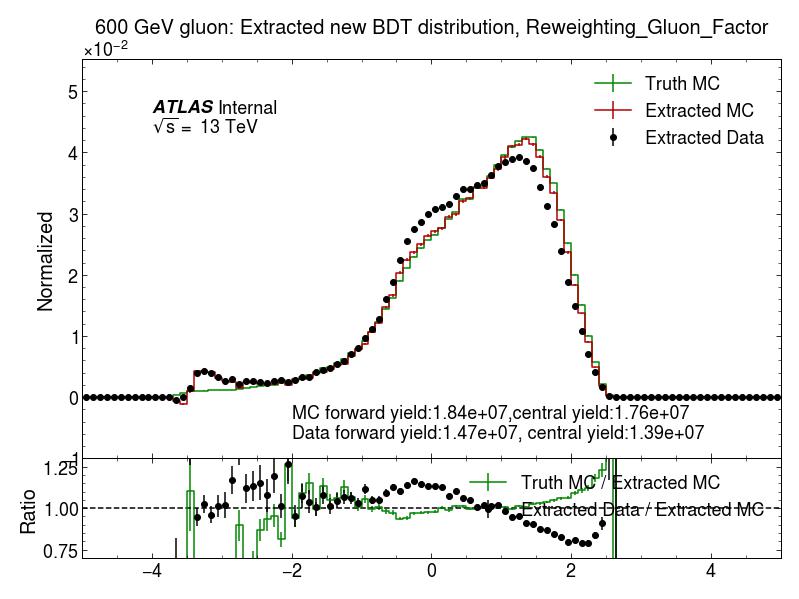 600 GeV gluon: Extracted new BDT distribution, Reweighting_Gluon_Factor
×10⁻²
ATLAS Internal
√s = 13 TeV
Truth MC
Extracted MC
Extracted Data
Normalized
5
4
3
2
1
0
MC forward yield:1.84e+07,central yield:1.76e+07
Data forward yield:1.47e+07, central yield:1.39e+07
Ratio
1.25
1.00
0.75
Truth MC / Extracted MC
Extracted Data / Extracted MC
−4 −2 0 2 4